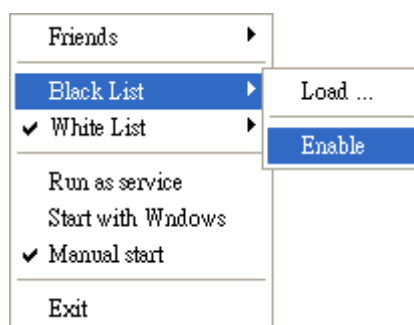 Friends
Black List
White List
Run as service
Start with Wndows
Manual start
Exit
Load ...
Enable